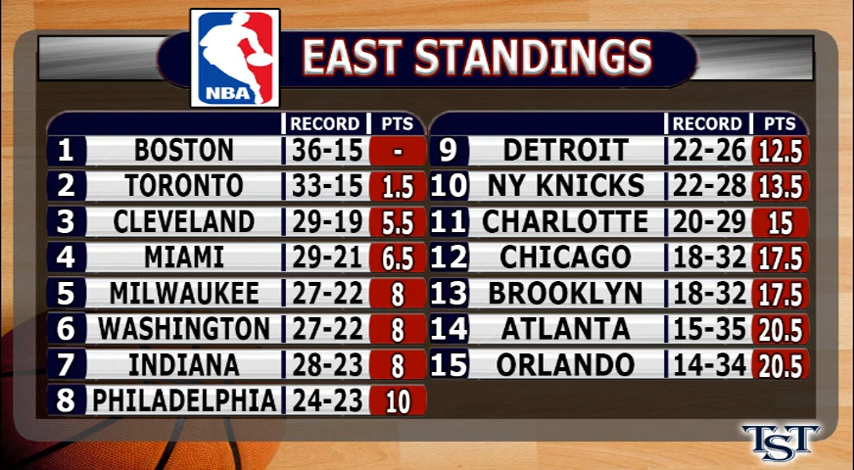 NBA
EAST STANDINGS
RECORD PTS
1 BOSTON 36-15 -
2 TORONTO 33-15 1.5
3 CLEVELAND 29-19 5.5
4 MIAMI 29-21 6.5
5 MILWAUKEE 27-22 8
6 WASHINGTON 27-22 8
7 INDIANA 28-23 8
8 PHILADELPHIA 24-23 10
RECORD PTS
9 DETROIT 22-26 12.5
10 NY KNICKS 22-28 13.5
11 CHARLOTTE 20-29 15
12 CHICAGO 18-32 17.5
13 BROOKLYN 18-32 17.5
14 ATLANTA 15-35 20.5
15 ORLANDO 14-34 20.5
TST